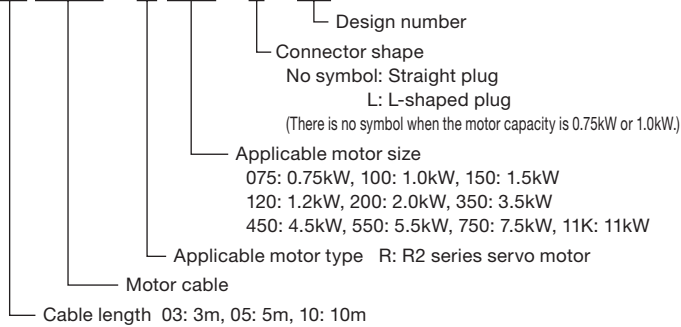 Design number
Connector shape
No symbol: Straight plug
L: L-shaped plug
(There is no symbol when the motor capacity is 0.75kW or 1.0kW.)
Applicable motor size
075: 0.75kW, 100: 1.0kW, 150: 1.5kW
120: 1.2kW, 200: 2.0kW, 350: 3.5kW
450: 4.5kW, 550: 5.5kW, 750: 7.5kW, 11K: 11kW
Applicable motor type R: R2 series servo motor
Motor cable
Cable length 03: 3m, 05: 5m, 10: 10m